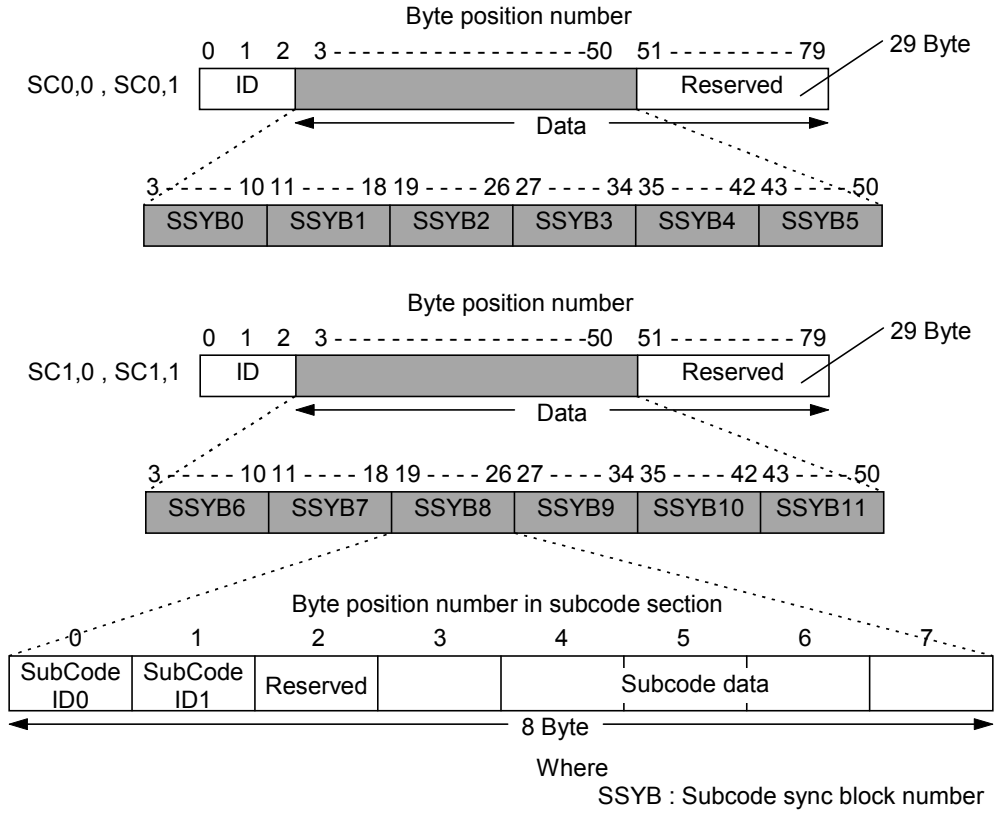 Byte position number
0 1 2 3 - - - - - - - - - - - - - - - - - - -50 51 - - - - - - - - - 79 29 Byte
SC0,0 , SC0,1 ID Reserved
Data
3- - - - - 10 11 - - - - 18 19 - - - - 26 27 - - - - 34 35 - - - - 42 43 - - - - -50
SSYB0 SSYB1 SSYB2 SSYB3 SSYB4 SSYB5
Byte position number
0 1 2 3 - - - - - - - - - - - - - - - - - - -50 51 - - - - - - - - - 79 29 Byte
SC1,0 , SC1,1 ID Reserved
Data
3- - - - - 10 11 - - - - 18 19 - - - - 26 27 - - - - 34 35 - - - - 42 43 - - - - -50
SSYB6 SSYB7 SSYB8 SSYB9 SSYB10 SSYB11
Byte position number in subcode section
0 1 2 3 4 5 6 7
SubCode ID0 SubCode ID1 Reserved Subcode data
8 Byte
Where
SSYB : Subcode sync block number